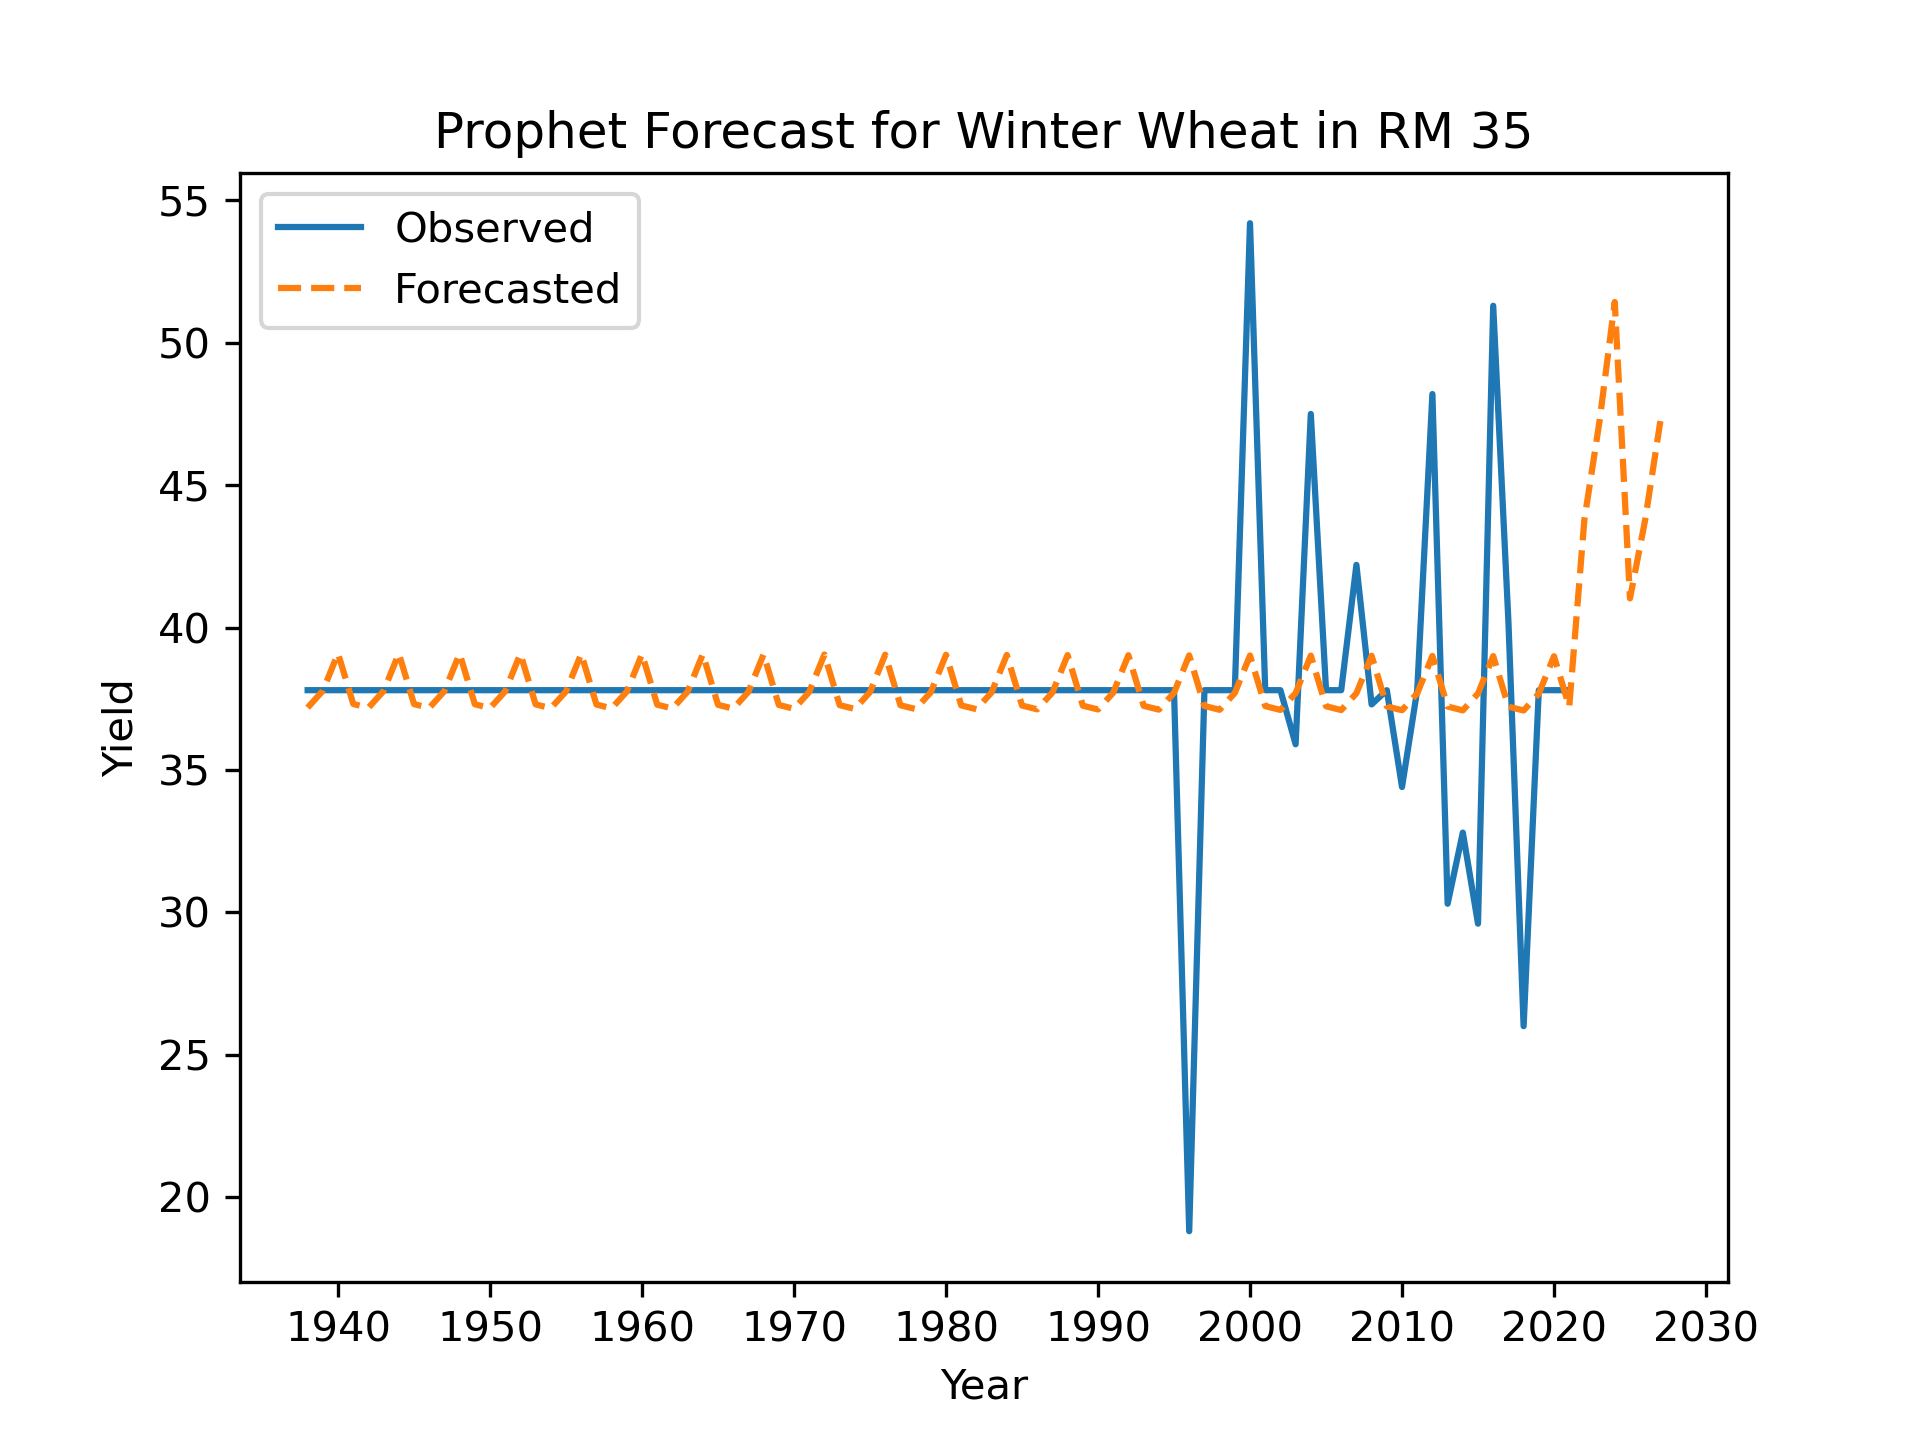 Prophet Forecast for Winter Wheat in RM 35
Observed
Forecasted
55
50
45
40
35
30
25
20
Yield
1940 1950 1960 1970 1980 1990 2000 2010 2020 2030
Year